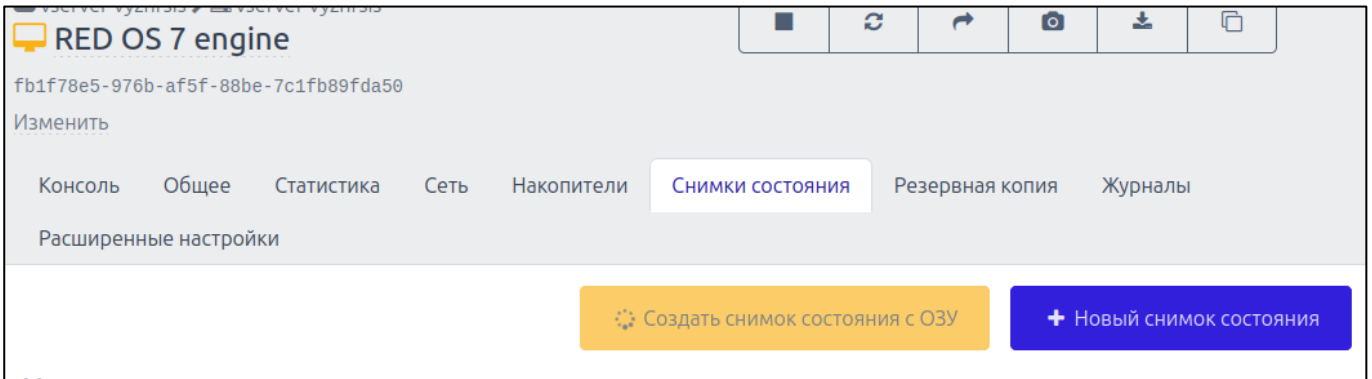 RED OS 7 engine
fb1f78e5-976b-af5f-88be-7c1fb89fda50
Изменить
Консоль Общее Статистика Сеть Накопители Снимки состояния Резервная копия Журналы
Расширенные настройки
Создать снимок состояния с ОЗУ + Новый снимок состояния